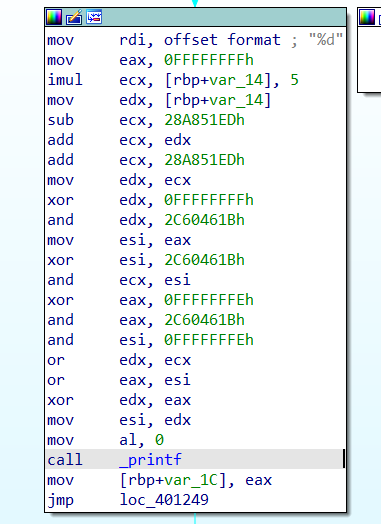 mov rdi, offset format ; "%d"
mov eax, 0FFFFFFFFh
imul ecx, [rbp+var_14], 5
mov edx, [rbp+var_14]
sub ecx, 28A851EDh
add ecx, edx
add ecx, 28A851EDh
mov edx, ecx
xor edx, 0FFFFFFFFh
and edx, 2C60461Bh
mov esi, eax
xor esi, 2C60461Bh
and ecx, esi
xor eax, 0FFFFFFFEh
and eax, 2C60461Bh
and esi, 0FFFFFFFEh
or edx, ecx
or eax, esi
xor edx, eax
mov esi, edx
mov al, 0
call _printf
mov [rbp+var_1C], eax
jmp loc_401249